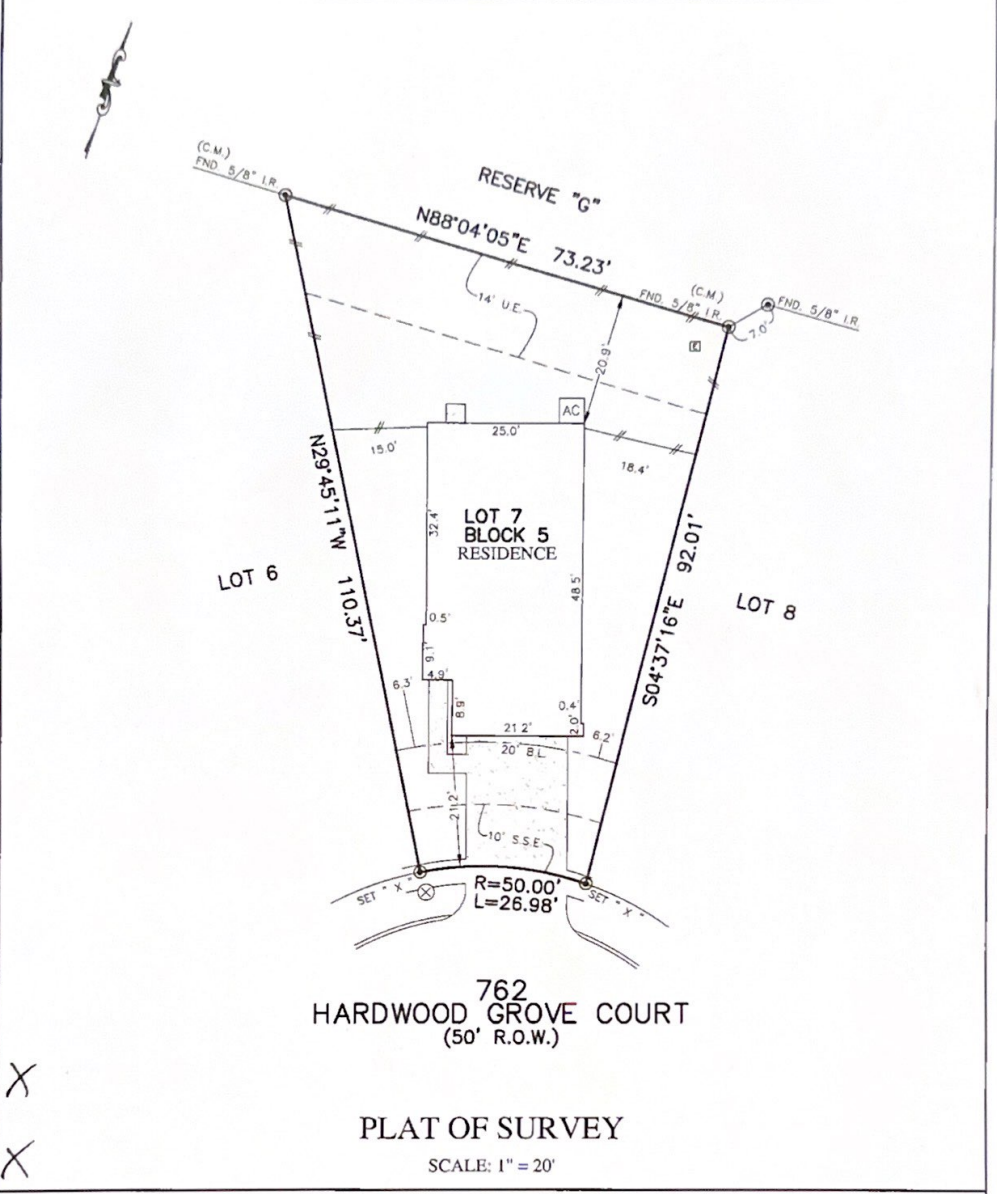 (C.M.)
FND. 5/8" I.R.
RESERVE "G"
N88°04'05"E 73.23'
(C.M.)
FND. 5/8" I.R.
FND. 5/8" I.R.
7.0'
14' U.E.
E
20.9'
AC
25.0'
15.0'
18.4'
N29°45'11"W 110.37'
32.4'
LOT 7
BLOCK 5
RESIDENCE
48.5'
S04°37'16"E 92.01'
LOT 6
LOT 8
0.5'
9.1'
4.9'
6.3'
8.9'
0.4'
2.0'
21.2'
20' B.L.
6.2'
21.2'
10' S.S.E.
SET "X"
R=50.00'
L=26.98'
SET "X"
762
HARDWOOD GROVE COURT
(50' R.O.W.)
X
PLAT OF SURVEY
X
SCALE: 1" = 20'